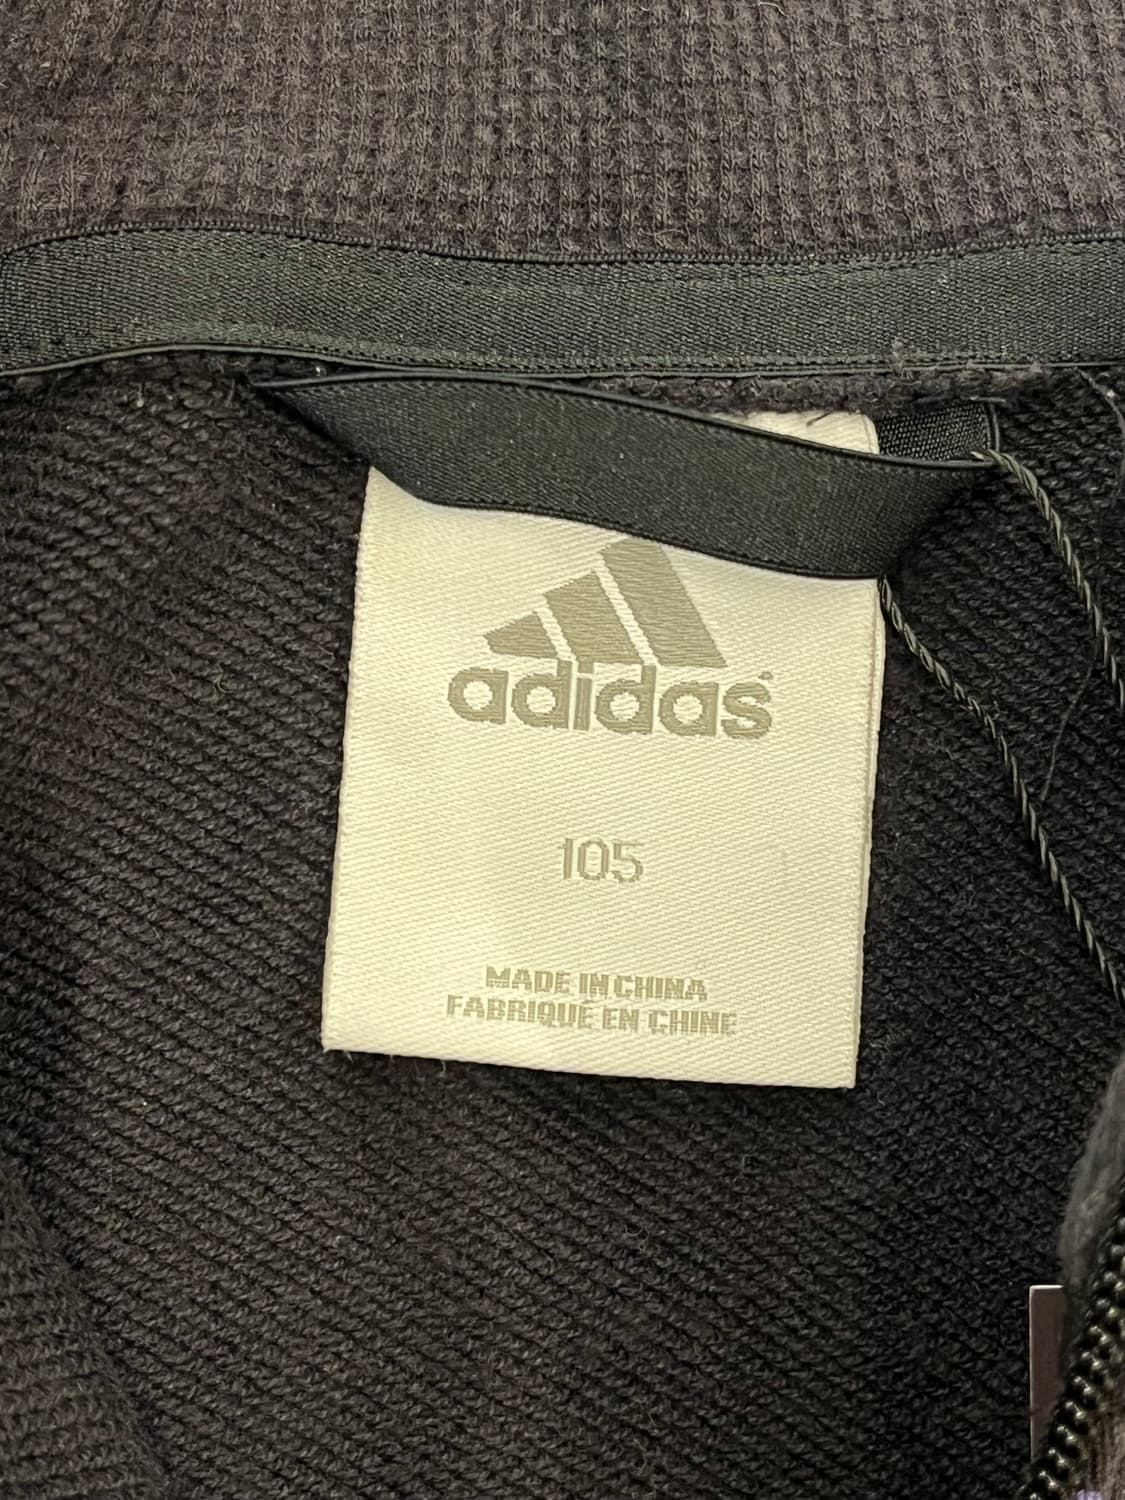 adidas®
105
MADE IN CHINA
FABRIQUÉ EN CHINE